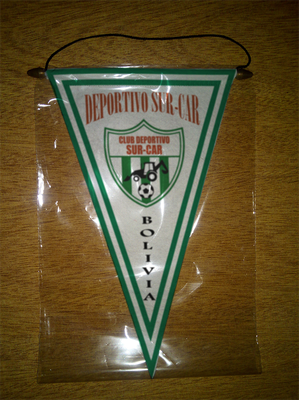 DEPORTIVO SUR-CAR
CLUB DEPORTIVO
SUR-CAR
BOLIVIA